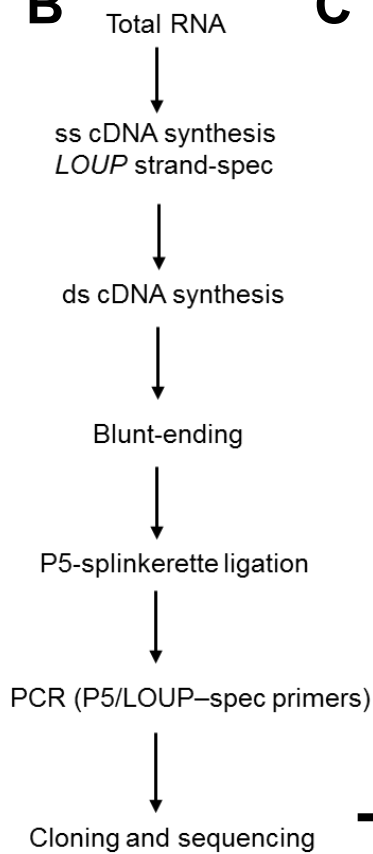 B
C
Total RNA
ss cDNA synthesis
LOUP strand-spec
ds cDNA synthesis
Blunt-ending
P5-splinkerette ligation
PCR (P5/LOUP–spec primers)
Cloning and sequencing